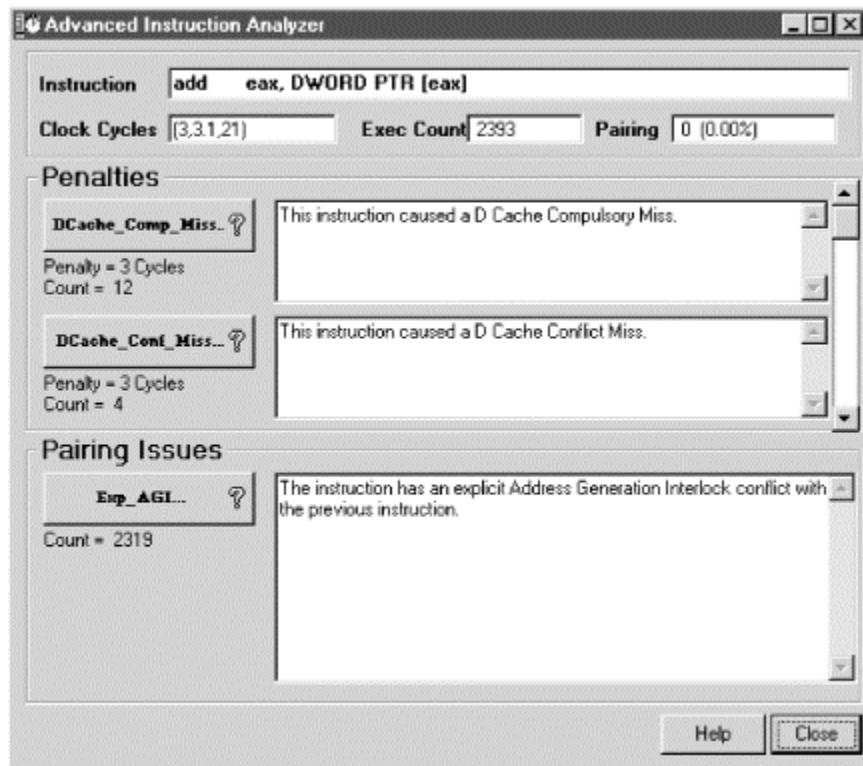 Advanced Instruction Analyzer
Instruction add eax, DWORD PTR [eax]
Clock Cycles (3,3.1,21) Exec Count 2393 Pairing 0 (0.00%)
Penalties
DCache_Comp_Miss.. This instruction caused a D Cache Compulsory Miss.
Penalty = 3 Cycles
Count = 12
DCache_Conf_Miss... This instruction caused a D Cache Conflict Miss.
Penalty = 3 Cycles
Count = 4
Pairing Issues
Exp_AGI... The instruction has an explicit Address Generation Interlock conflict with
the previous instruction.
Count = 2319
Help Close